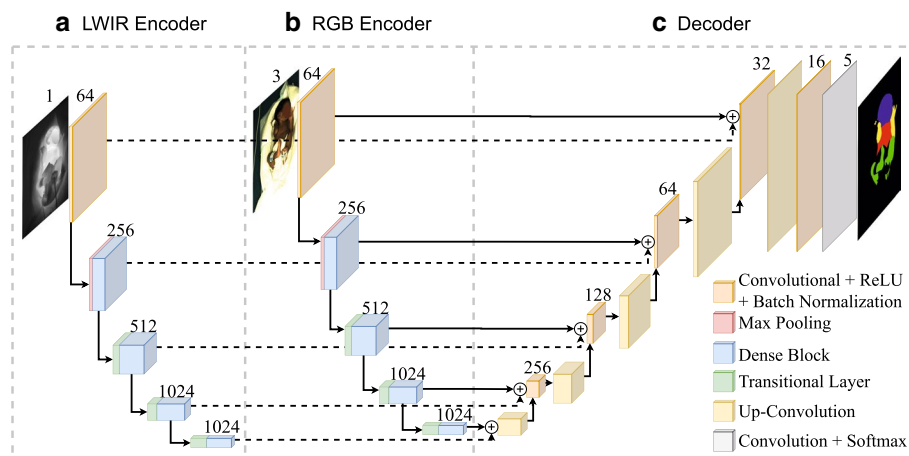 a LWIR Encoder
b RGB Encoder
c Decoder
1
64
256
512
1024
1024
3
64
256
512
1024
1024
256
128
64
32
16
5
Convolutional + ReLU
+ Batch Normalization
Max Pooling
Dense Block
Transitional Layer
Up-Convolution
Convolution + Softmax